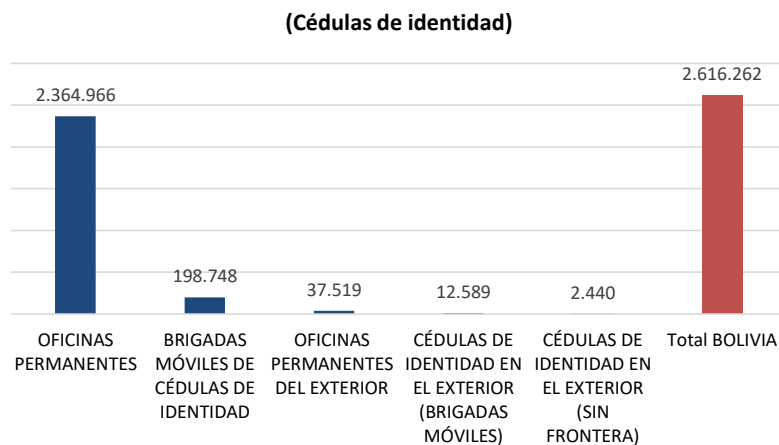 (Cédulas de identidad)
2.616.262
2.364.966
198.748
37.519
12.589
2.440
OFICINAS
PERMANENTES
BRIGADAS
MÓVILES DE
CÉDULAS DE
IDENTIDAD
OFICINAS
PERMANENTES
DEL EXTERIOR
CÉDULAS DE
IDENTIDAD EN
EL EXTERIOR
(BRIGADAS
MÓVILES)
CÉDULAS DE
IDENTIDAD EN
EL EXTERIOR
(SIN
FRONTERA)
Total BOLIVIA